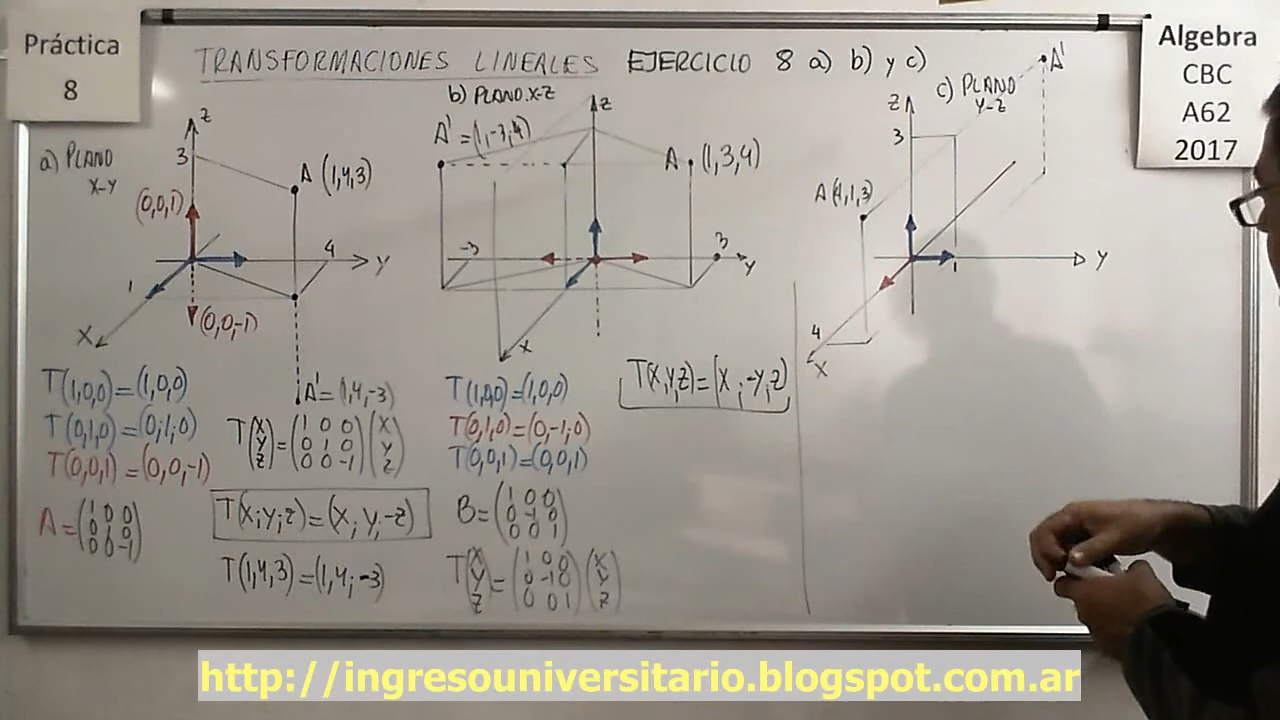 Práctica
8
Algebra
CBC
A62
2017
TRANSFORMACIONES LINEALES EJERCICIO 8 a) b) y c)
a) PLANO
X-Y
Z
3
A (1,4,3)
(0,0,1)
4
Y
1
X
(0,0,-1)
A'=(1,4,-3)
T(1,0,0)=(1,0,0)
T(0,1,0)=(0;1;0)
T(0,0,1)=(0,0,-1)
A=(1 0 0
0 1 0
0 0 -1)
T(X Y Z)=(1 0 0
0 1 0
0 0 -1)(X Y Z)
T(X;Y;Z)=(X; Y;-Z)
T(1,4,3)=(1,4;-3)
b) PLANO X-Z
Z
A'=(1,-3,4)
A (1,3,4)
-3
3
Y
X
T(1,0,0)=(1,0,0)
T(0,1,0)=(0,-1;0)
T(0,0,1)=(0,0,1)
B=(1 0 0
0 -1 0
0 0 1)
T(X Y Z)=(1 0 0
0 -1 0
0 0 1)(X Y Z)
T(X,Y,Z)=(X;-Y;Z)
c) PLANO
Y-Z
A'
Z
3
A(4,1,3)
1
Y
4
X
http://ingresouniversitario.blogspot.com.ar